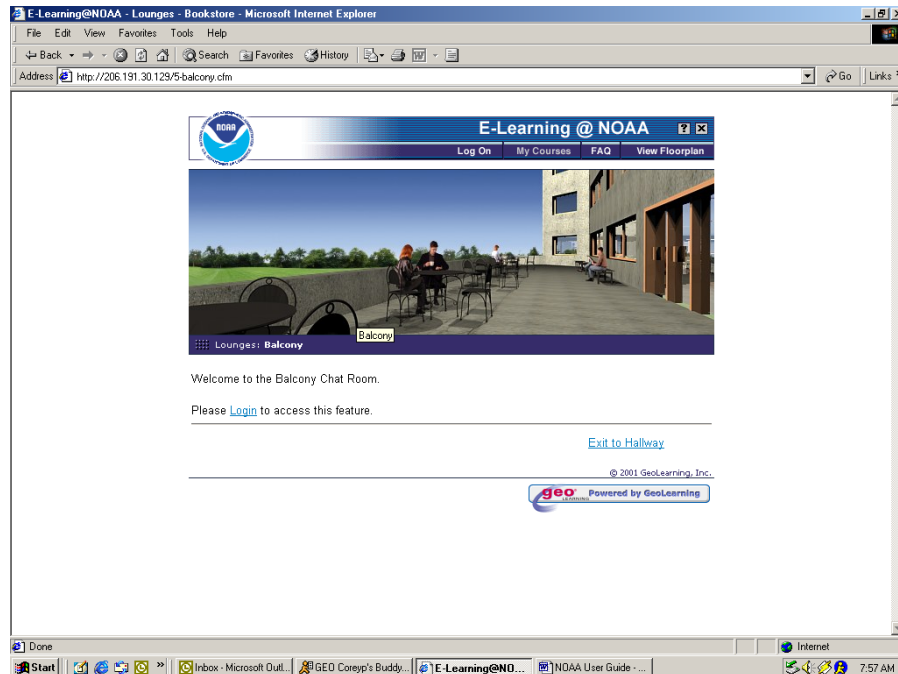 E-Learning@NOAA - Lounges - Bookstore - Microsoft Internet Explorer
File Edit View Favorites Tools Help
Back Search Favorites History
Address http://206.191.30.129/5-balcony.cfm Go Links
NOAA
E-Learning @ NOAA
Log On My Courses FAQ View Floorplan
Balcony
Lounges: Balcony
Welcome to the Balcony Chat Room.
Please Login to access this feature.
Exit to Hallway
© 2001 GeoLearning, Inc.
geo LEARNING Powered by GeoLearning
Done Internet
Start Inbox - Microsoft Outl... GEO Coreyp's Buddy... E-Learning@NO... NOAA User Guide - ... 7:57 AM